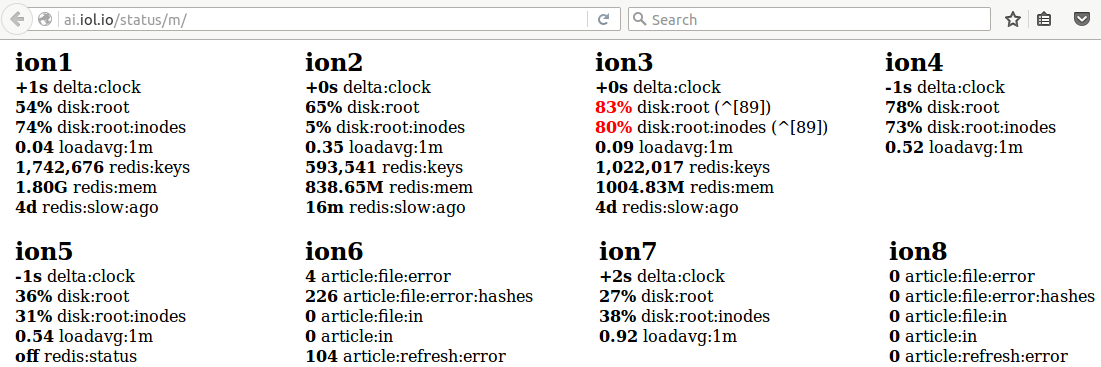 ai.iol.io/status/m/
Search
ion1
+1s delta:clock
54% disk:root
74% disk:root:inodes
0.04 loadavg:1m
1,742,676 redis:keys
1.80G redis:mem
4d redis:slow:ago
ion2
+0s delta:clock
65% disk:root
5% disk:root:inodes
0.35 loadavg:1m
593,541 redis:keys
838.65M redis:mem
16m redis:slow:ago
ion3
+0s delta:clock
83% disk:root (^[89])
80% disk:root:inodes (^[89])
0.09 loadavg:1m
1,022,017 redis:keys
1004.83M redis:mem
4d redis:slow:ago
ion4
-1s delta:clock
78% disk:root
73% disk:root:inodes
0.52 loadavg:1m
ion5
-1s delta:clock
36% disk:root
31% disk:root:inodes
0.54 loadavg:1m
off redis:status
ion6
4 article:file:error
226 article:file:error:hashes
0 article:file:in
0 article:in
104 article:refresh:error
ion7
+2s delta:clock
27% disk:root
38% disk:root:inodes
0.92 loadavg:1m
ion8
0 article:file:error
0 article:file:error:hashes
0 article:file:in
0 article:in
0 article:refresh:error